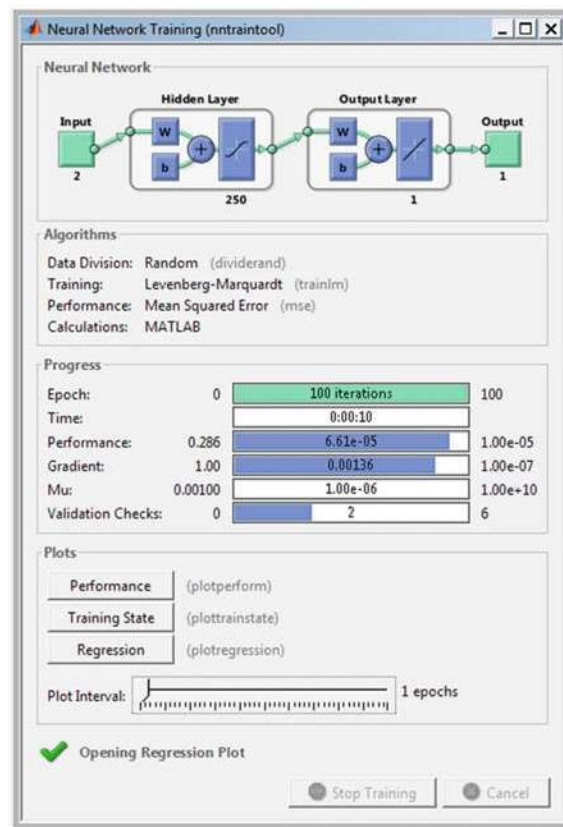 Neural Network Training (nntraintool)
Neural Network
Hidden Layer
Output Layer
Input
Output
W
b
+
W
b
+
2
250
1
1
Algorithms
Data Division: Random (dividerand)
Training: Levenberg-Marquardt (trainlm)
Performance: Mean Squared Error (mse)
Calculations: MATLAB
Progress
Epoch: 0 100 iterations 100
Time: 0:00:10
Performance: 0.286 6.61e-05 1.00e-05
Gradient: 1.00 0.00136 1.00e-07
Mu: 0.00100 1.00e-06 1.00e+10
Validation Checks: 0 2 6
Plots
Performance (plotperform)
Training State (plottrainstate)
Regression (plotregression)
Plot Interval: 1 epochs
Opening Regression Plot
Stop Training Cancel